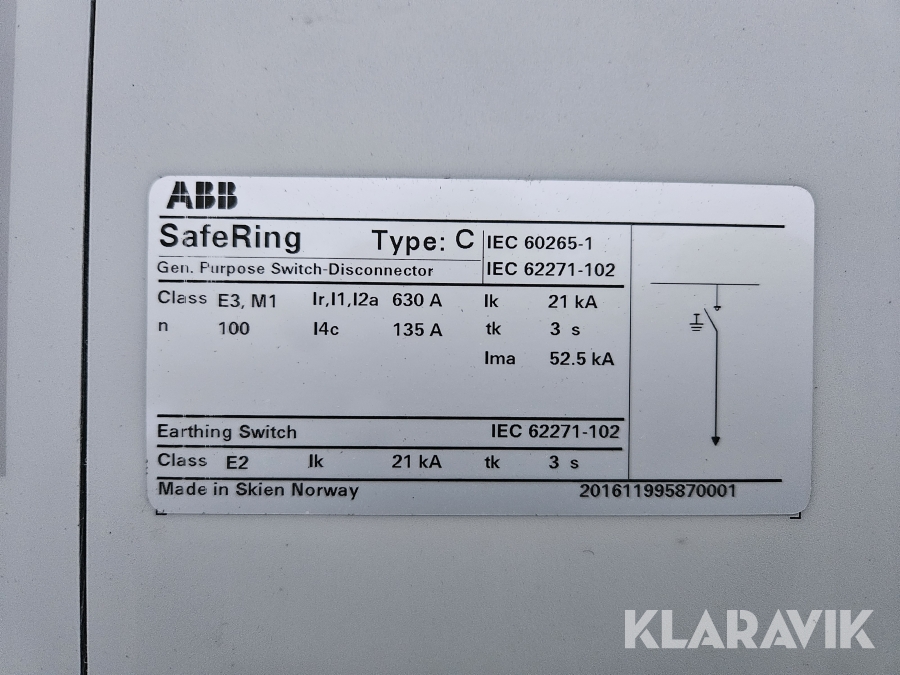 ABB
SafeRing Type: C IEC 60265-1
Gen. Purpose Switch-Disconnector IEC 62271-102
Class E3, M1 Ir,I1,I2a 630 A Ik 21 kA
n 100 I4c 135 A tk 3 s
Ima 52.5 kA
Earthing Switch IEC 62271-102
Class E2 Ik 21 kA tk 3 s
Made in Skien Norway 201611995870001
KLARAVIK